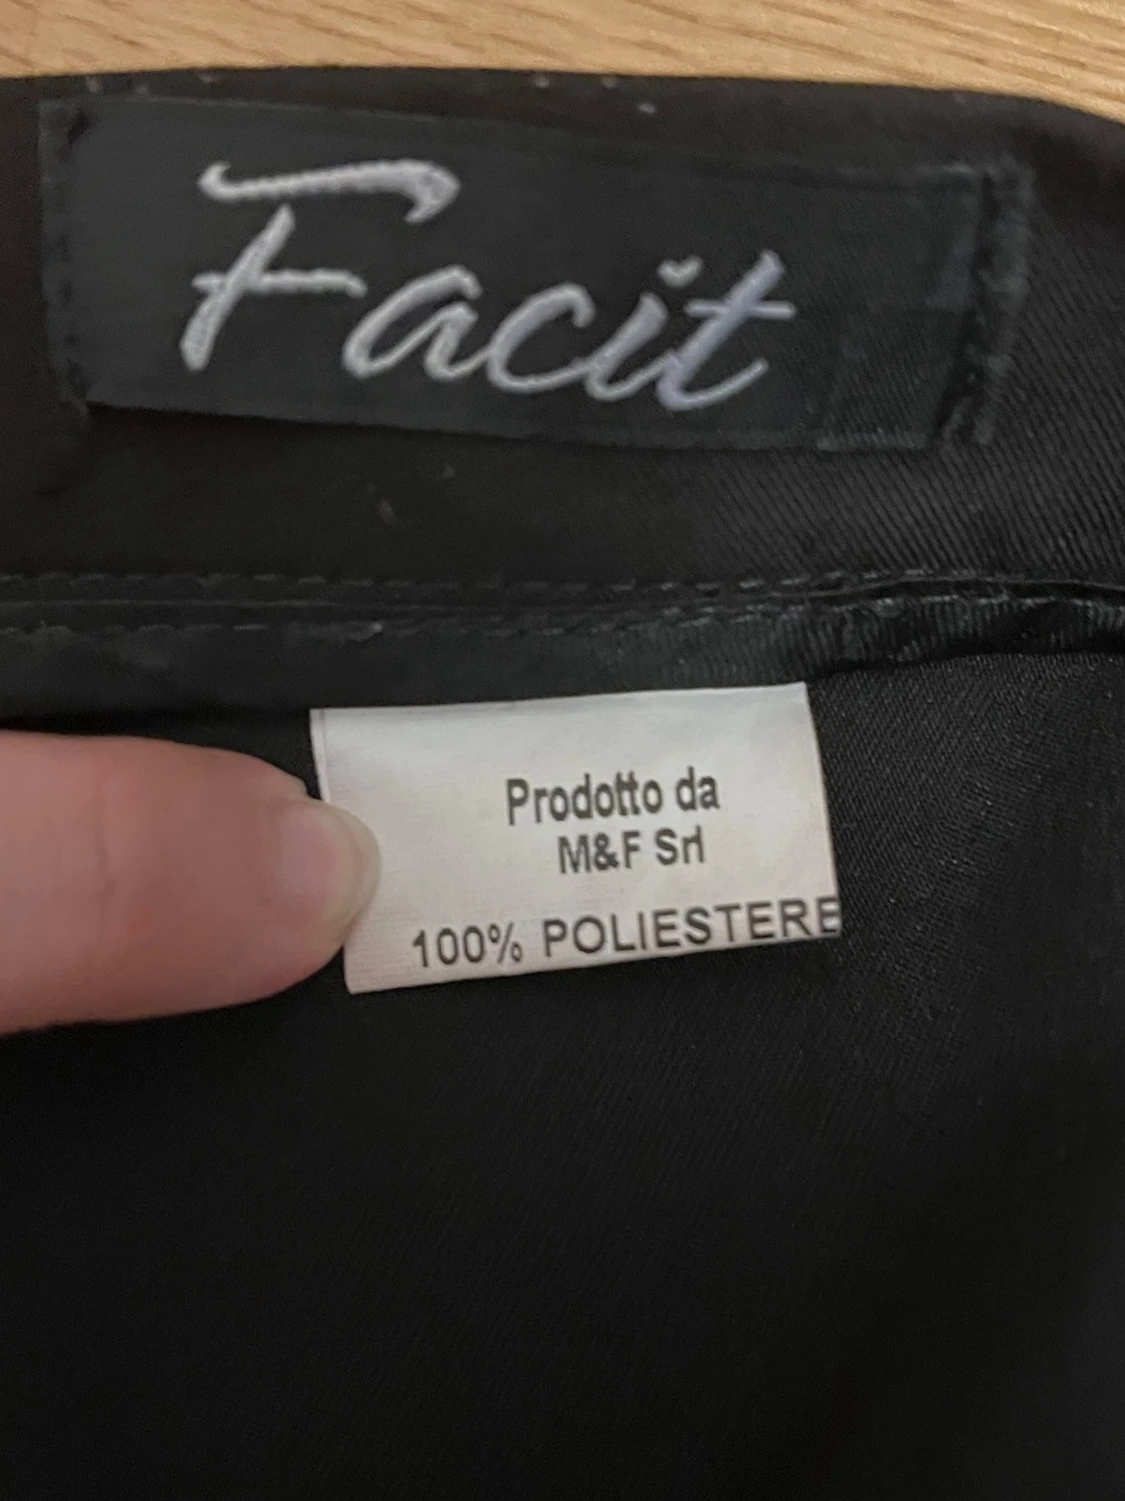 Facit
Prodotto da
M&F Srl
100% POLIESTERE